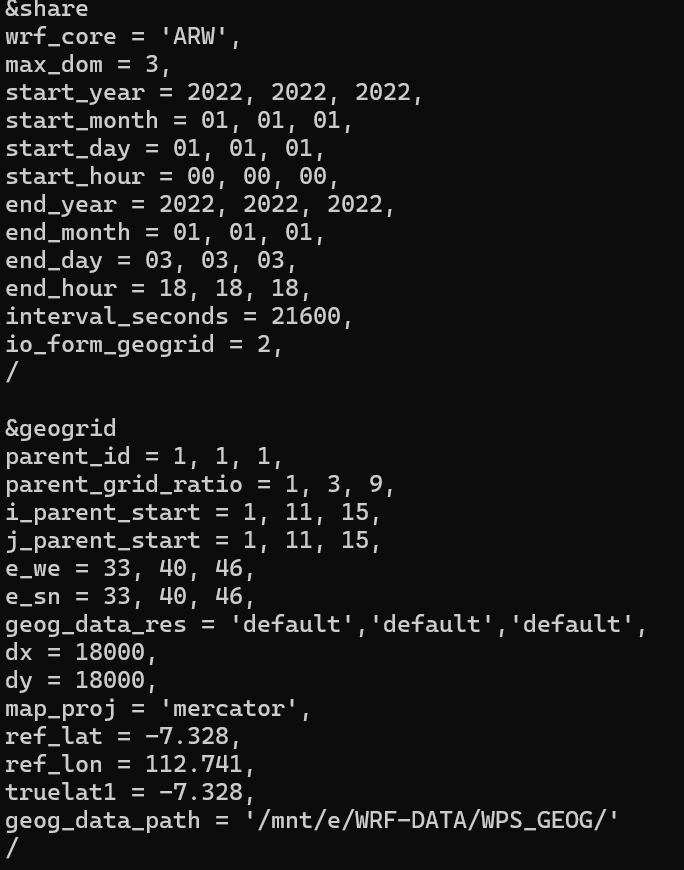 &share
wrf_core = 'ARW',
max_dom = 3,
start_year = 2022, 2022, 2022,
start_month = 01, 01, 01,
start_day = 01, 01, 01,
start_hour = 00, 00, 00,
end_year = 2022, 2022, 2022,
end_month = 01, 01, 01,
end_day = 03, 03, 03,
end_hour = 18, 18, 18,
interval_seconds = 21600,
io_form_geogrid = 2,
/

&geogrid
parent_id = 1, 1, 1,
parent_grid_ratio = 1, 3, 9,
i_parent_start = 1, 11, 15,
j_parent_start = 1, 11, 15,
e_we = 33, 40, 46,
e_sn = 33, 40, 46,
geog_data_res = 'default','default','default',
dx = 18000,
dy = 18000,
map_proj = 'mercator',
ref_lat = -7.328,
ref_lon = 112.741,
truelat1 = -7.328,
geog_data_path = '/mnt/e/WRF-DATA/WPS_GEOG/'
/